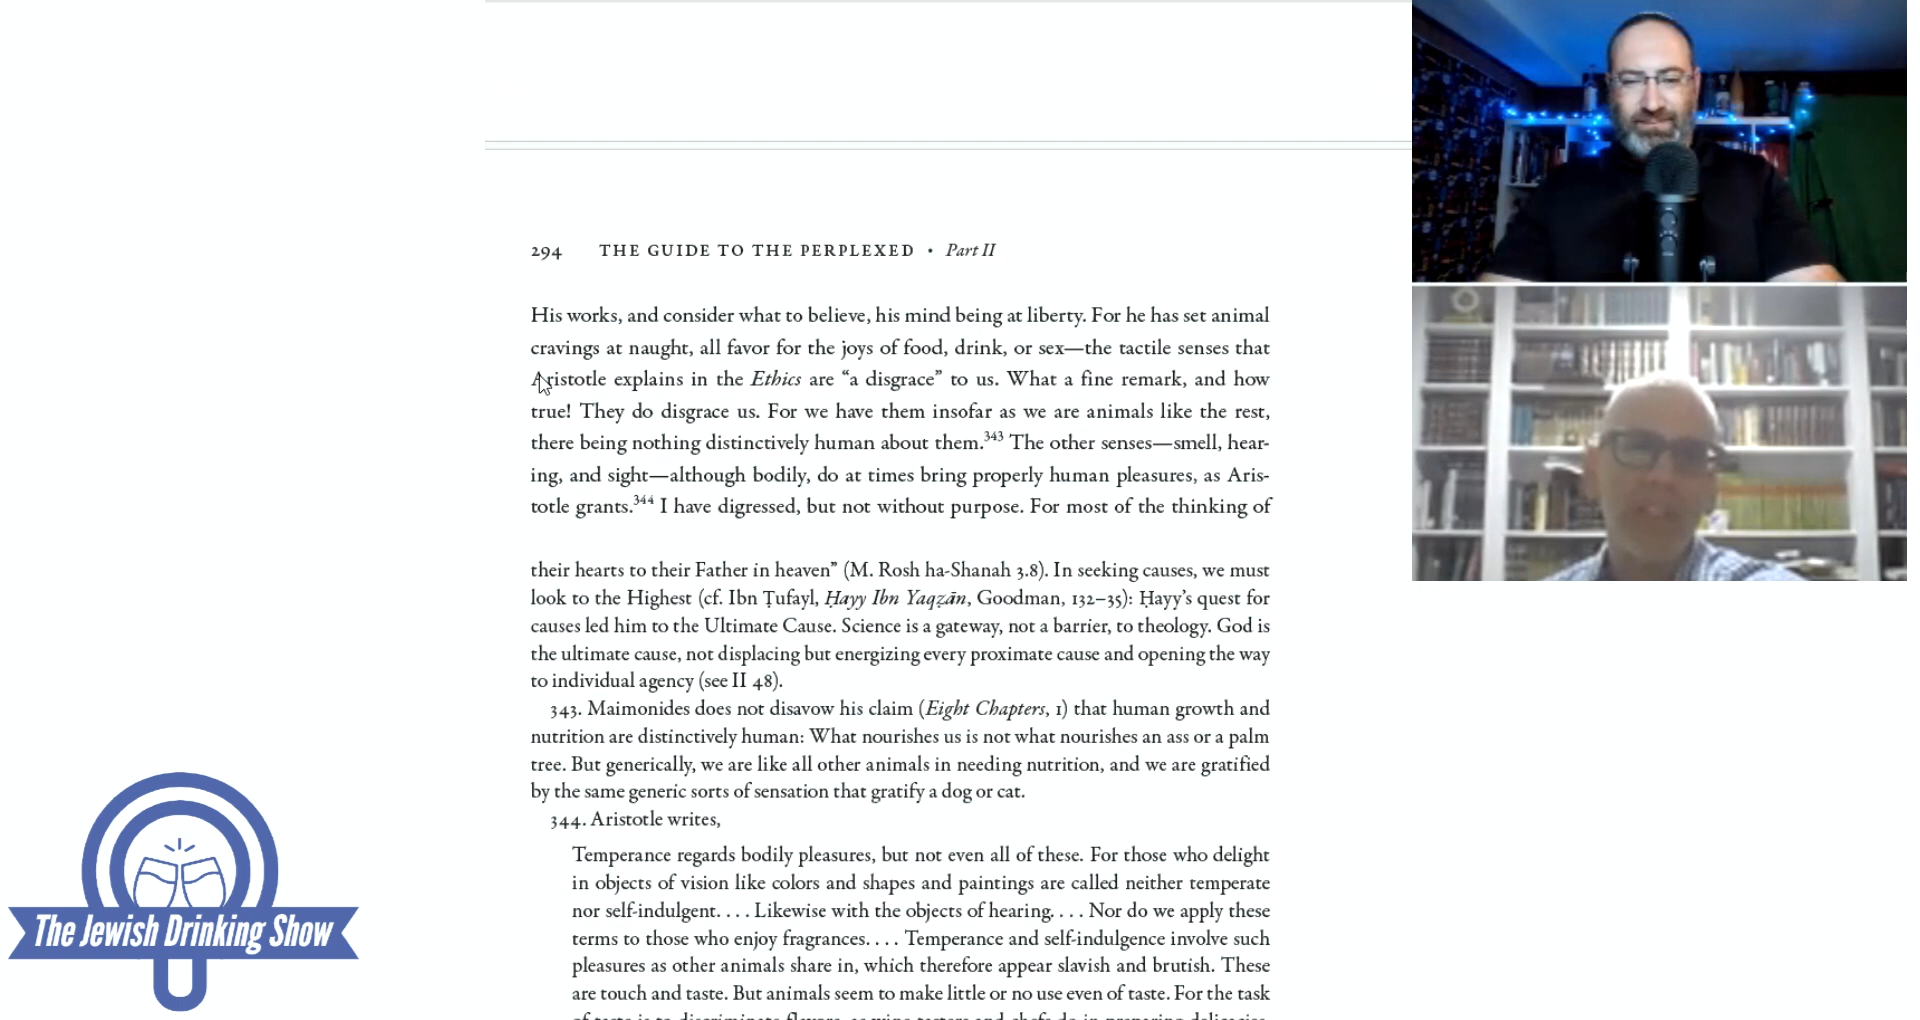 294 THE GUIDE TO THE PERPLEXED • Part II
His works, and consider what to believe, his mind being at liberty. For he has set animal
cravings at naught, all favor for the joys of food, drink, or sex—the tactile senses that
Aristotle explains in the Ethics are “a disgrace” to us. What a fine remark, and how
true! They do disgrace us. For we have them insofar as we are animals like the rest,
there being nothing distinctively human about them.343 The other senses—smell, hear-
ing, and sight—although bodily, do at times bring properly human pleasures, as Aris-
totle grants.344 I have digressed, but not without purpose. For most of the thinking of
their hearts to their Father in heaven” (M. Rosh ha-Shanah 3.8). In seeking causes, we must
look to the Highest (cf. Ibn Ṭufayl, Ḥayy Ibn Yaqẓān, Goodman, 132–35): Ḥayy’s quest for
causes led him to the Ultimate Cause. Science is a gateway, not a barrier, to theology. God is
the ultimate cause, not displacing but energizing every proximate cause and opening the way
to individual agency (see II 48).
343. Maimonides does not disavow his claim (Eight Chapters, 1) that human growth and
nutrition are distinctively human: What nourishes us is not what nourishes an ass or a palm
tree. But generically, we are like all other animals in needing nutrition, and we are gratified
by the same generic sorts of sensation that gratify a dog or cat.
344. Aristotle writes,
Temperance regards bodily pleasures, but not even all of these. For those who delight
in objects of vision like colors and shapes and paintings are called neither temperate
nor self-indulgent. . . . Likewise with the objects of hearing. . . . Nor do we apply these
terms to those who enjoy fragrances. . . . Temperance and self-indulgence involve such
pleasures as other animals share in, which therefore appear slavish and brutish. These
are touch and taste. But animals seem to make little or no use even of taste. For the task
of taste is to discriminate flavors, as wine tasters and chefs do in preparing delicacies.
The Jewish Drinking Show